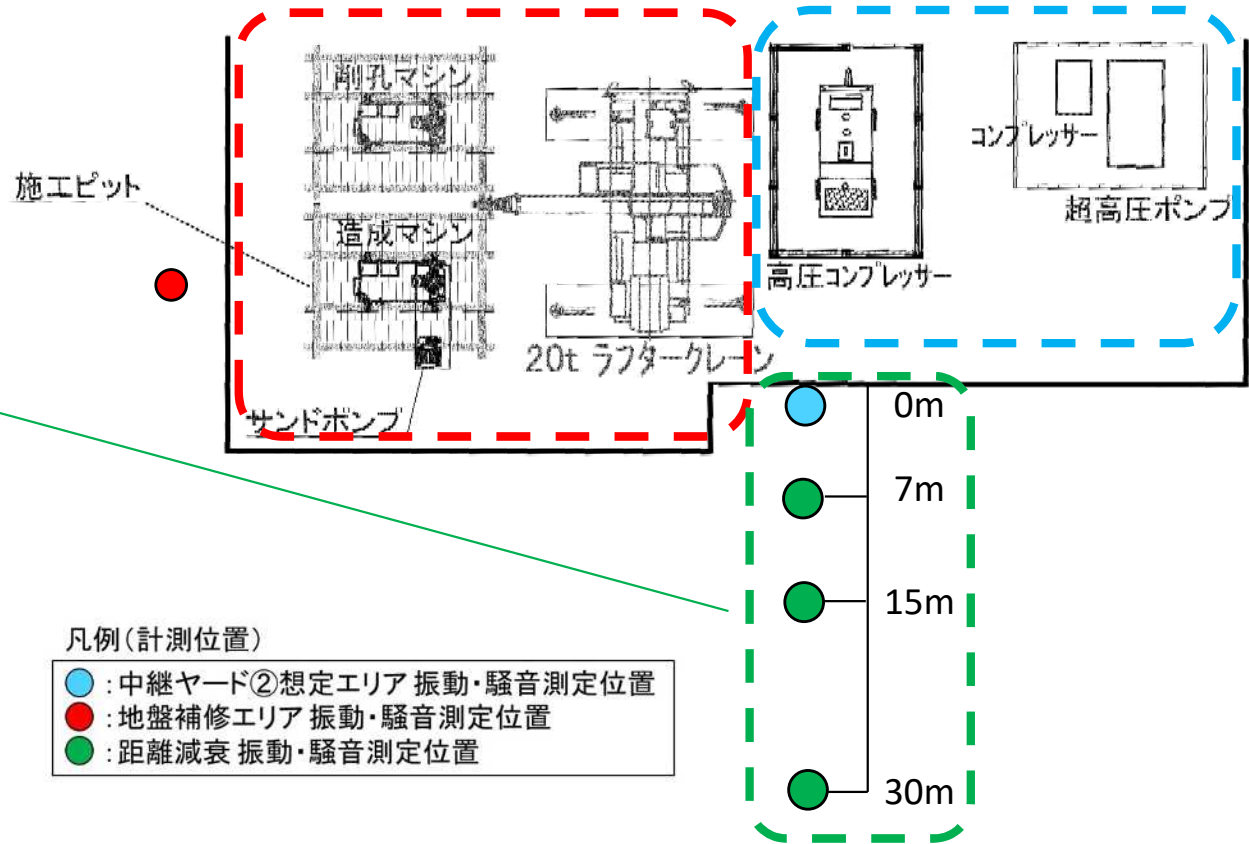 削孔マシン
コンプレッサー
施工ピット
超高圧ポンプ
造成マシン
高圧コンプレッサー
20t ラフタークレーン
サンドポンプ
0m
7m
15m
30m
凡例(計測位置)
:中継ヤード②想定エリア 振動・騒音測定位置
:地盤補修エリア 振動・騒音測定位置
:距離減衰 振動・騒音測定位置